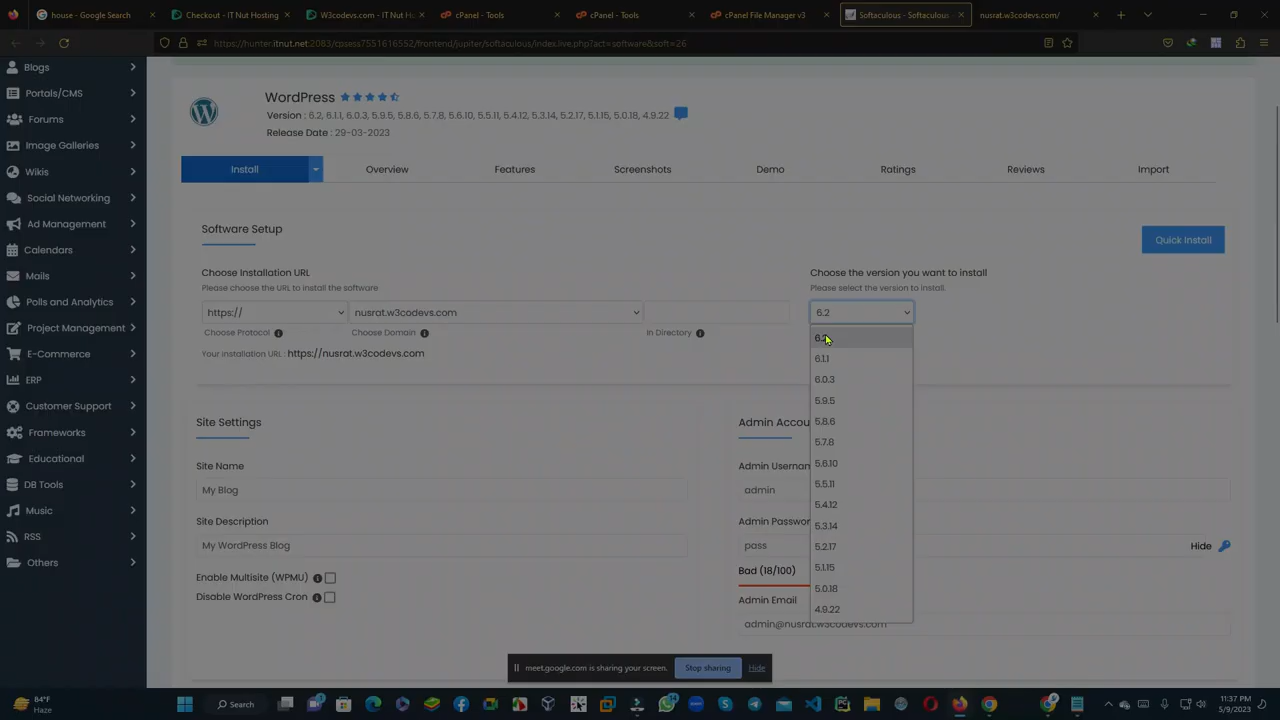 house - Google Search
Checkout - IT Nut Hosting
W3codevs.com - IT Nut Ho
cPanel - Tools
cPanel - Tools
cPanel File Manager v3
Softaculous - Softaculous
nusrat.w3codevs.com/
https://hunter.itnut.net:2083/cpsess7551616552/frontend/jupiter/softaculous/index.live.php?act=software&soft=26
Blogs
Portals/CMS
Forums
Image Galleries
Wikis
Social Networking
Ad Management
Calendars
Mails
Polls and Analytics
Project Management
E-Commerce
ERP
Customer Support
Frameworks
Educational
DB Tools
Music
RSS
Others
WordPress
Version : 6.2, 6.1.1, 6.0.3, 5.9.5, 5.8.6, 5.7.8, 5.6.10, 5.5.11, 5.4.12, 5.3.14, 5.2.17, 5.1.15, 5.0.18, 4.9.22
Release Date : 29-03-2023
Install
Overview
Features
Screenshots
Demo
Ratings
Reviews
Import
Software Setup
Quick Install
Choose Installation URL
Please choose the URL to install the software
https://
nusrat.w3codevs.com
Choose Protocol
Choose Domain
In Directory
Your installation URL : https://nusrat.w3codevs.com
Choose the version you want to install
Please select the version to install.
6.2
6.2
6.1.1
6.0.3
5.9.5
5.8.6
5.7.8
5.6.10
5.5.11
5.4.12
5.3.14
5.2.17
5.1.15
5.0.18
4.9.22
Site Settings
Site Name
My Blog
Site Description
My WordPress Blog
Enable Multisite (WPMU)
Disable WordPress Cron
Admin Accou
Admin Usernam
admin
Admin Passwor
pass
Hide
Bad (18/100)
Admin Email
admin@nusrat.w3codevs.com
meet.google.com is sharing your screen.
Stop sharing
Hide
84°F
Haze
Search
11:37 PM
5/9/2023